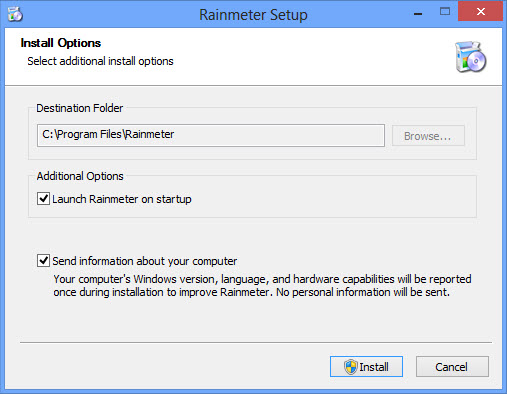 Rainmeter Setup
Install Options
Select additional install options
Destination Folder
C:\Program Files\Rainmeter
Browse...
Additional Options
Launch Rainmeter on startup
Send information about your computer
Your computer's Windows version, language, and hardware capabilities will be reported
once during installation to improve Rainmeter. No personal information will be sent.
Install
Cancel